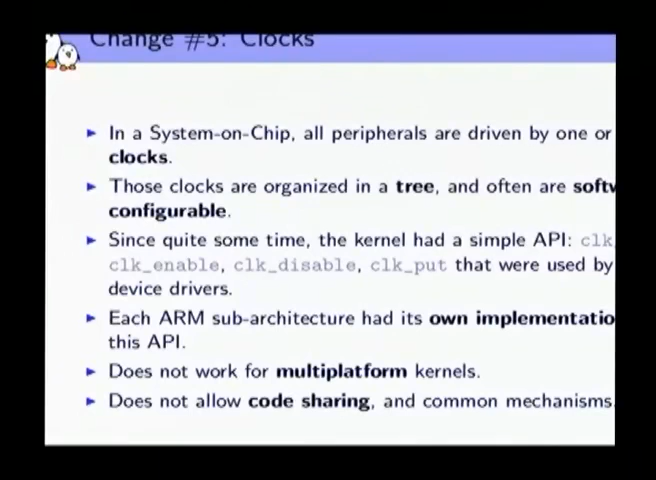 Change #5: Clocks
In a System-on-Chip, all peripherals are driven by one or
clocks.
Those clocks are organized in a tree, and often are
configurable.
Since quite some time, the kernel had a simple API: clk
clk_enable, clk_disable, clk_put that were used by
device drivers.
Each ARM sub-architecture had its own
this API.
Does not work for multiplatform kernels.
Does not allow code sharing, and common mechanisms.